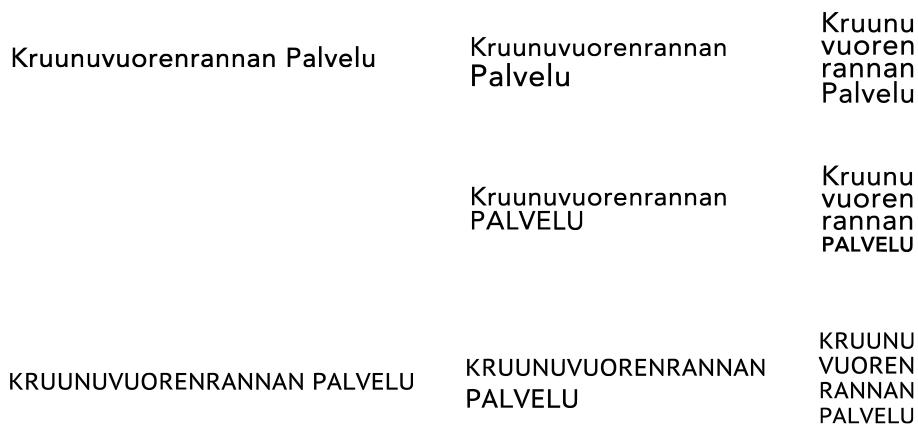 Kruunuvuorenrannan Palvelu
Kruunuvuorenrannan
Palvelu
Kruunu
vuoren
rannan
Palvelu
Kruunuvuorenrannan
PALVELU
Kruunu
vuoren
rannan
PALVELU
KRUUNUVUORENRANNAN PALVELU
KRUUNUVUORENRANNAN
PALVELU
KRUUNU
VUOREN
RANNAN
PALVELU